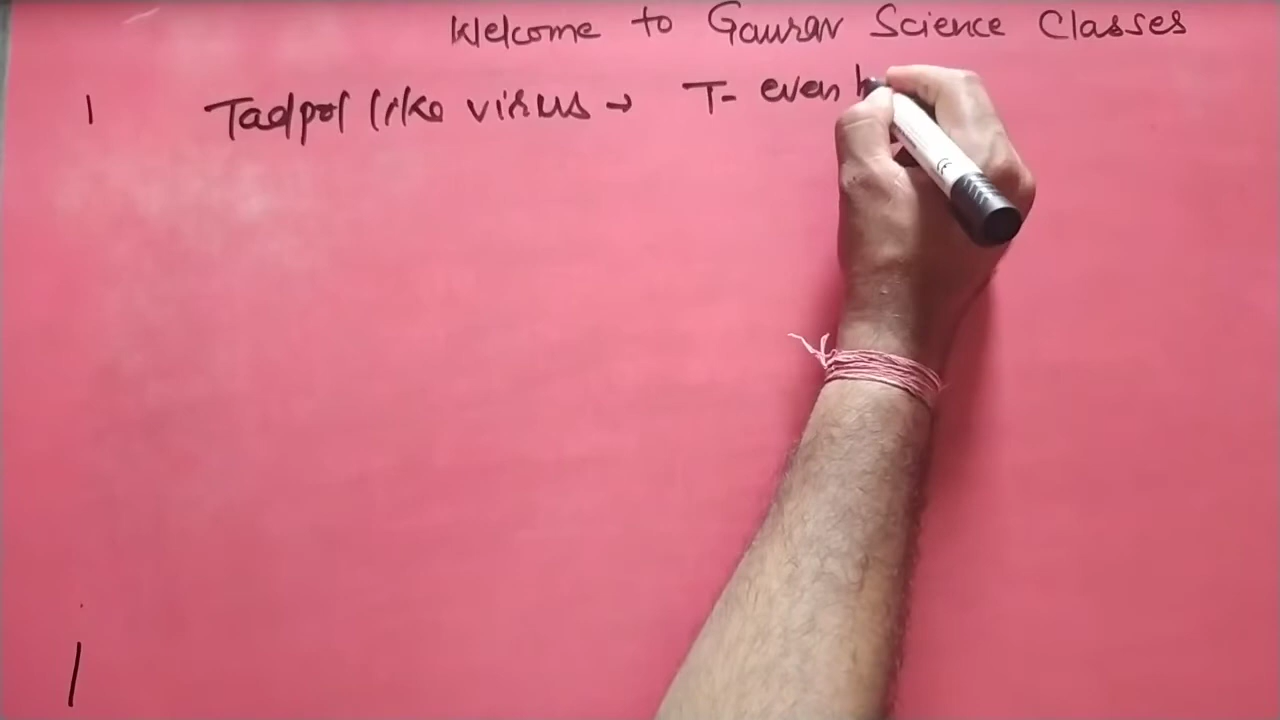 Welcome to Gaurav Science Classes
1 Tadpol like virus → T- even